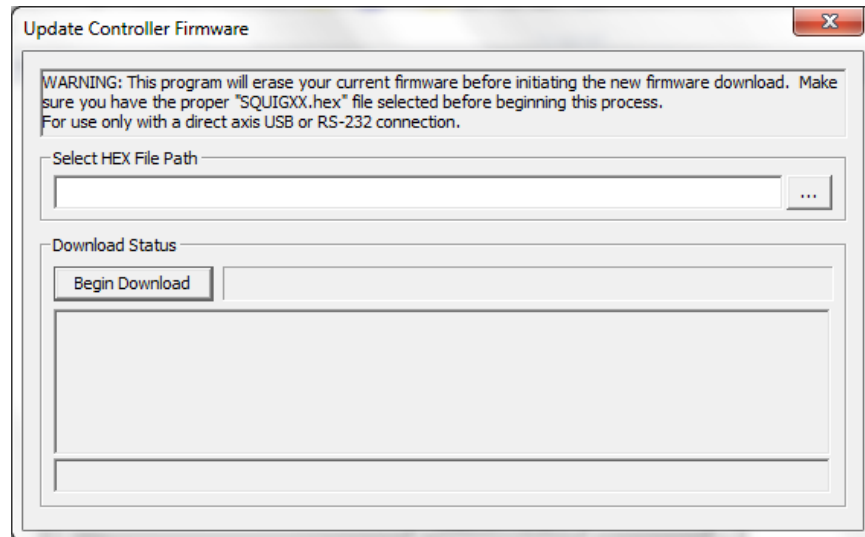 Update Controller Firmware
WARNING: This program will erase your current firmware before initiating the new firmware download.  Make
sure you have the proper "SQUIGXX.hex" file selected before beginning this process.
For use only with a direct axis USB or RS-232 connection.
Select HEX File Path
...
Download Status
Begin Download